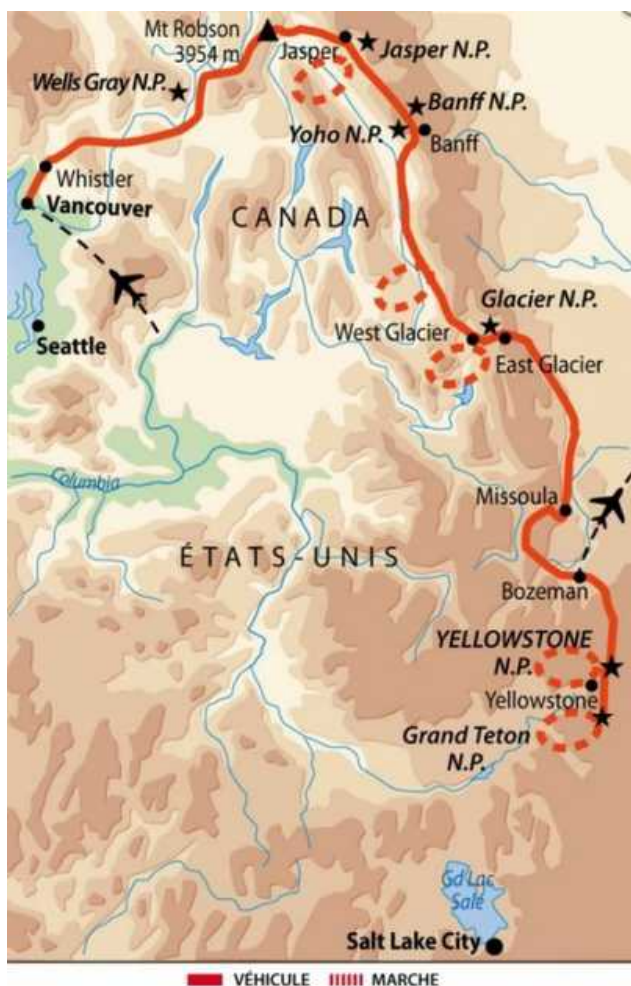 Mt Robson
3954 m
Jasper
Jasper N.P.
Wells Gray N.P.
Banff N.P.
Yoho N.P.
Banff
Whistler
Vancouver
CANADA
Glacier N.P.
West Glacier
East Glacier
Seattle
Columbia
Missoula
ÉTATS-UNIS
Bozeman
YELLOWSTONE
N.P.
Yellowstone
Grand Teton
N.P.
Gd Lac
Salé
Salt Lake City
VÉHICULE MARCHE